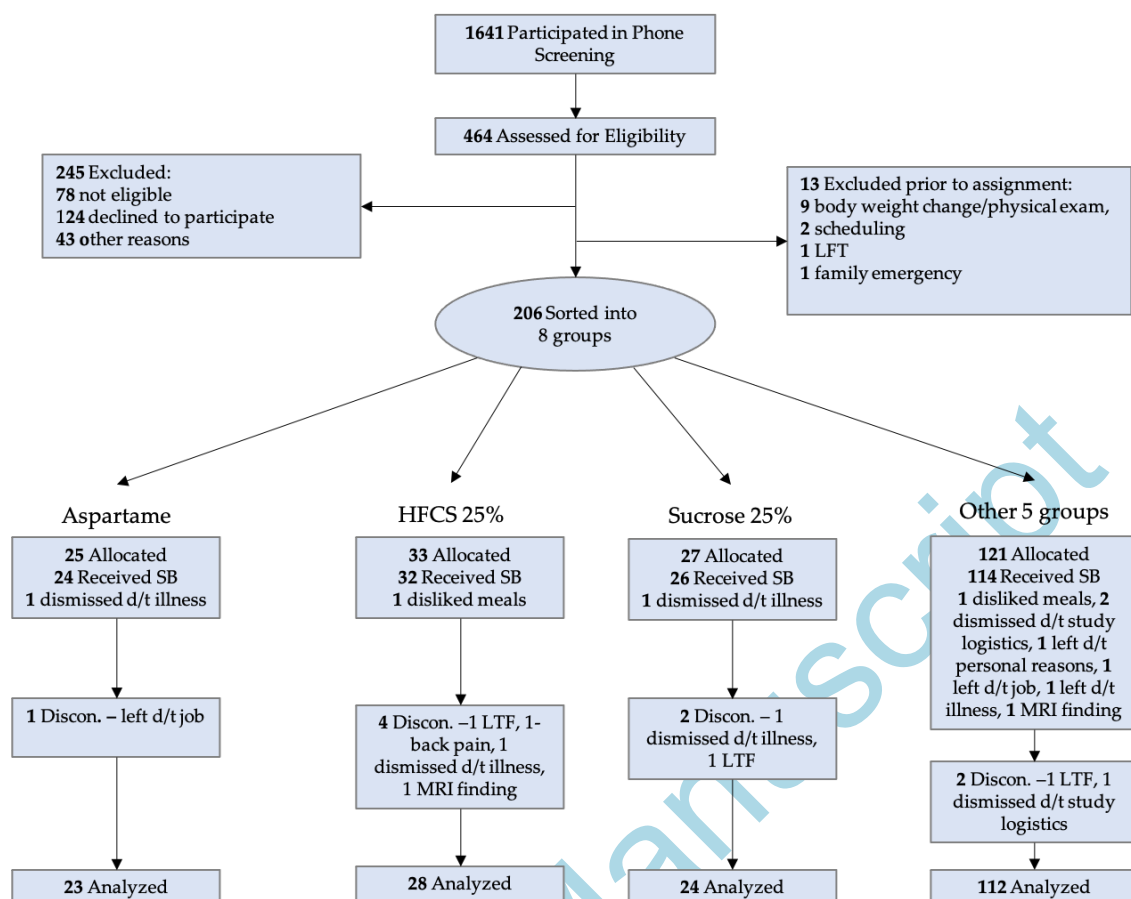 1641 Participated in Phone
Screening
464 Assessed for Eligibility
245 Excluded:
78 not eligible
124 declined to participate
43 other reasons
13 Excluded prior to assignment:
9 body weight change/physical exam,
2 scheduling
1 LFT
1 family emergency
206 Sorted into
8 groups
Aspartame
25 Allocated
24 Received SB
1 dismissed d/t illness
1 Discon. – left d/t job
23 Analyzed
HFCS 25%
33 Allocated
32 Received SB
1 disliked meals
4 Discon. –1 LTF, 1-
back pain, 1
dismissed d/t illness,
1 MRI finding
28 Analyzed
Sucrose 25%
27 Allocated
26 Received SB
1 dismissed d/t illness
2 Discon. – 1
dismissed d/t illness,
1 LTF
24 Analyzed
Other 5 groups
121 Allocated
114 Received SB
1 disliked meals, 2
dismissed d/t study
logistics, 1 left d/t
personal reasons, 1
left d/t job, 1 left d/t
illness, 1 MRI finding
2 Discon. –1 LTF, 1
dismissed d/t study
logistics
112 Analyzed
Manuscript